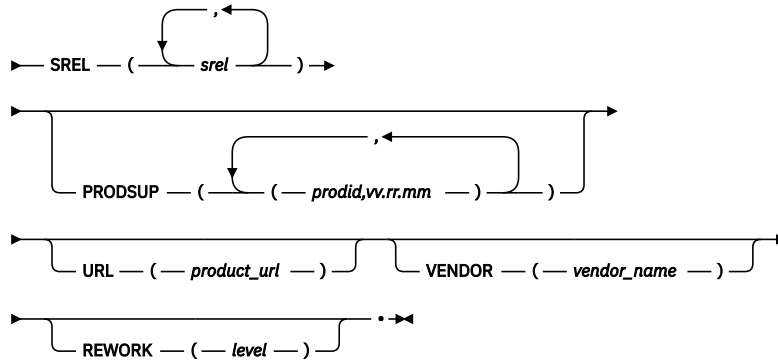 ,
SREL ( srel )
,
PRODSUP ( ( prodid,vv.rr.mm ) )
URL ( product_url ) VENDOR ( vendor_name )
.
REWORK ( level )